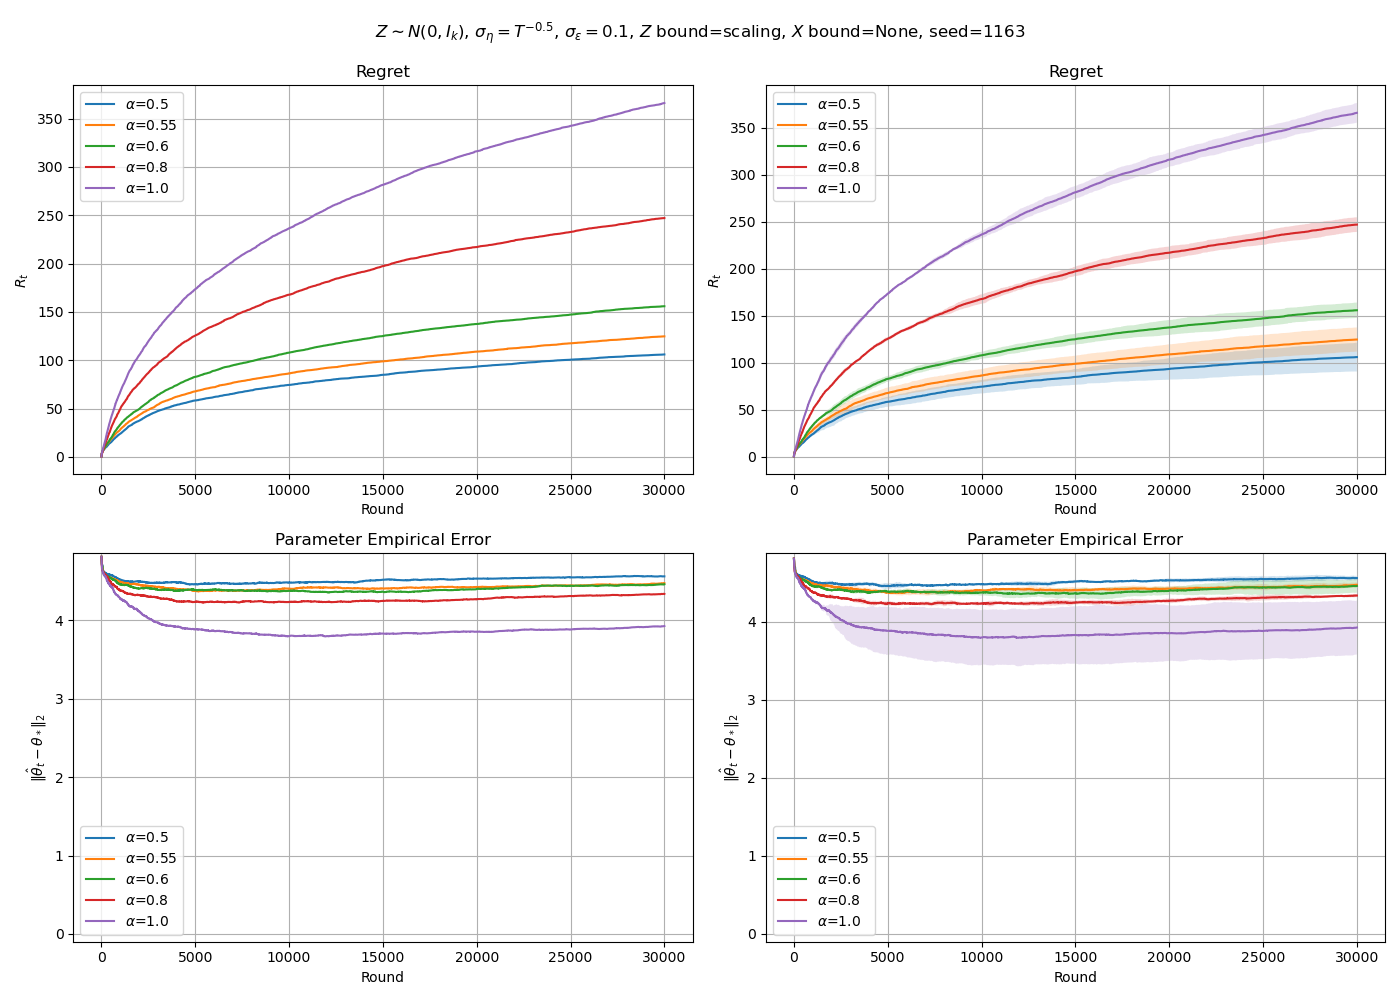 Z ∼ N(0, I_k), σ_η = T^{−0.5}, σ_ε = 0.1, Z bound=scaling, X bound=None, seed=1163
Regret
R_t
350
300
250
200
150
100
50
0
α=0.5
α=0.55
α=0.6
α=0.8
α=1.0
0 5000 10000 15000 20000 25000 30000
Round
Regret
R_t
350
300
250
200
150
100
50
0
α=0.5
α=0.55
α=0.6
α=0.8
α=1.0
0 5000 10000 15000 20000 25000 30000
Round
Parameter Empirical Error
‖θ̂_t − θ_*‖_2
4
3
2
1
0
α=0.5
α=0.55
α=0.6
α=0.8
α=1.0
0 5000 10000 15000 20000 25000 30000
Round
Parameter Empirical Error
‖θ̂_t − θ_*‖_2
4
3
2
1
0
α=0.5
α=0.55
α=0.6
α=0.8
α=1.0
0 5000 10000 15000 20000 25000 30000
Round